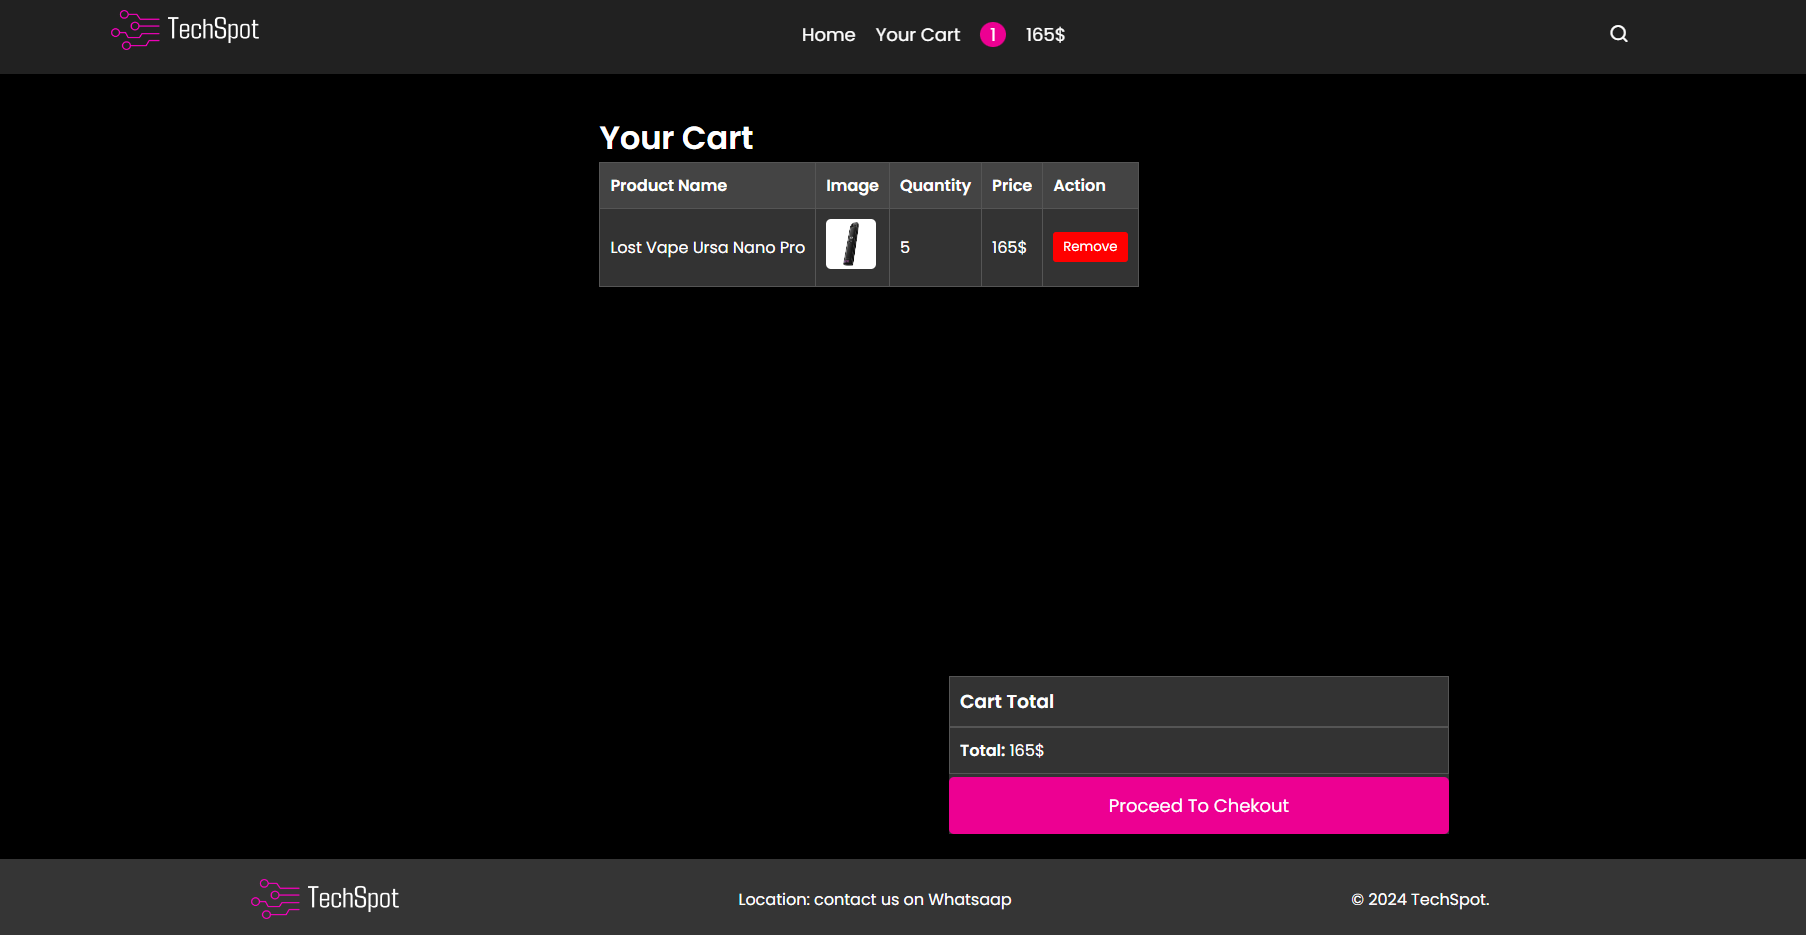 TechSpot
Home Your Cart 1 165$
Your Cart
Product Name Image Quantity Price Action
Lost Vape Ursa Nano Pro 5 165$ Remove
Cart Total
Total: 165$
Proceed To Chekout
TechSpot
Location: contact us on Whatsaap
© 2024 TechSpot.